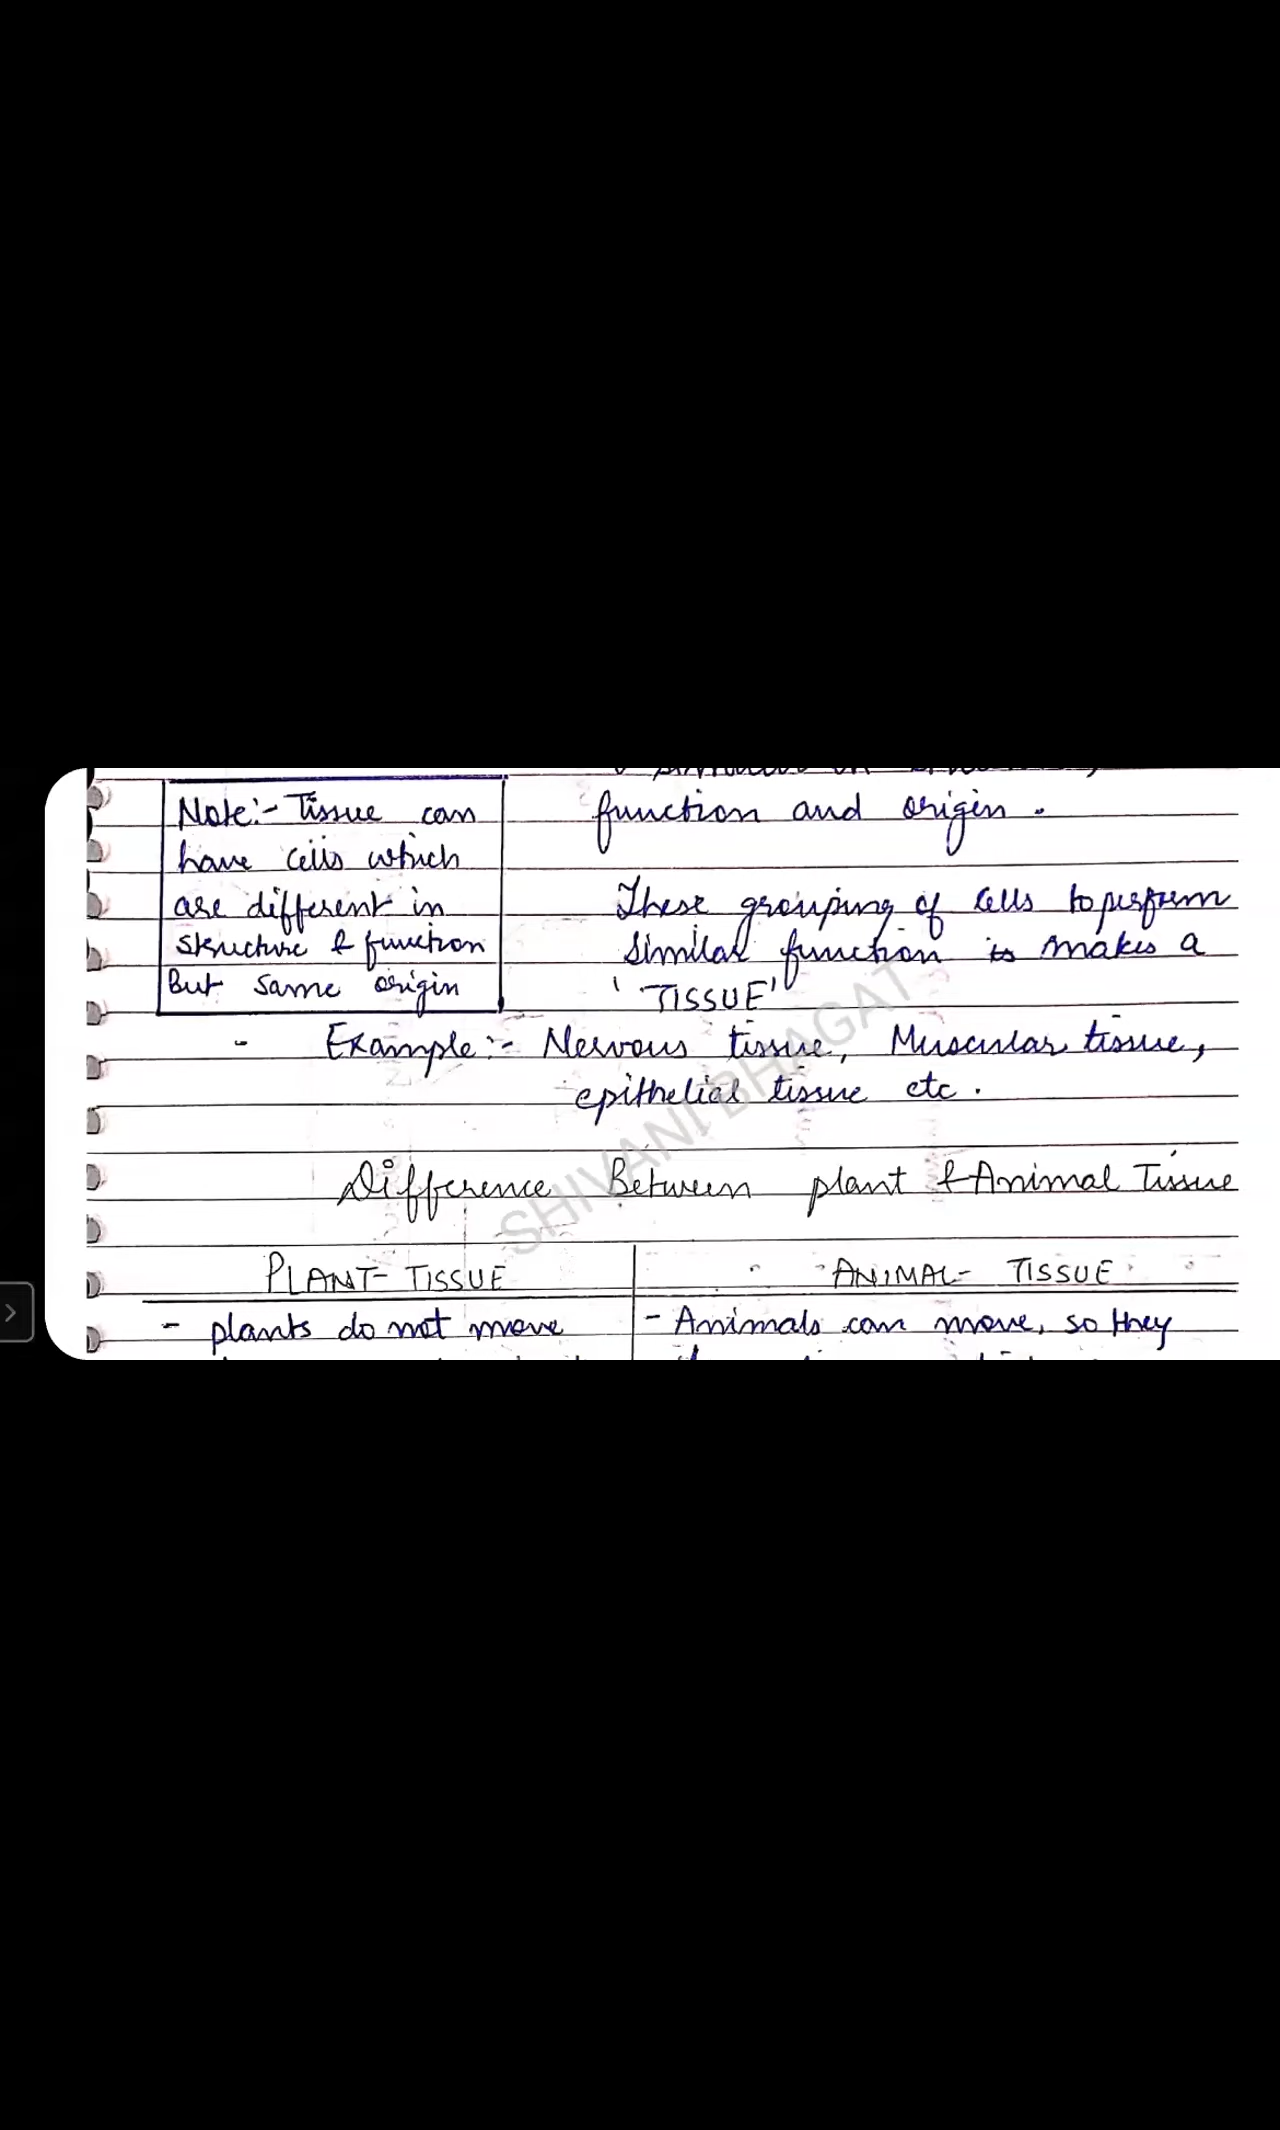 function and origin.
Note:- Tissue can
have cells which
are different in
structure & function
But same origin
These grouping of cells to perform
similar function is makes a
' TISSUE'
- Example:- Nervous tissue, Muscular tissue,
epithelial tissue etc.
Difference Between plant & Animal Tissue
PLANT- TISSUE
ANIMAL- TISSUE
- plants do not move
- Animals can move, so they
SHIVANI BHAGAT